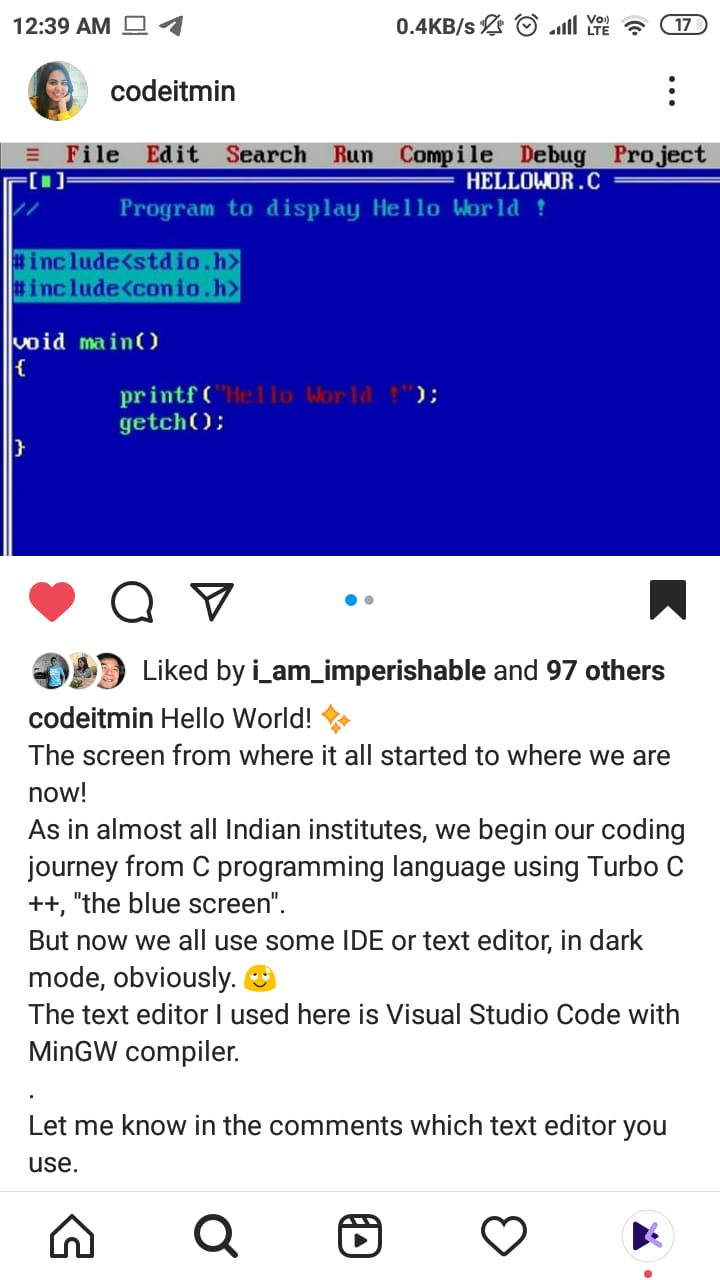 12:39 AM 0.4KB/s Vo) LTE 17
codeitmin
≡ File Edit Search Run Compile Debug Project
[■] HELLOWOR.C
// Program to display Hello World !
#include<stdio.h>
#include<conio.h>
void main()
{
printf("Hello World !");
getch();
}
Liked by i_am_imperishable and 97 others
codeitmin Hello World! ✨
The screen from where it all started to where we are
now!
As in almost all Indian institutes, we begin our coding
journey from C programming language using Turbo C
++, "the blue screen".
But now we all use some IDE or text editor, in dark
mode, obviously. 🙄
The text editor I used here is Visual Studio Code with
MinGW compiler.
.
Let me know in the comments which text editor you
use.